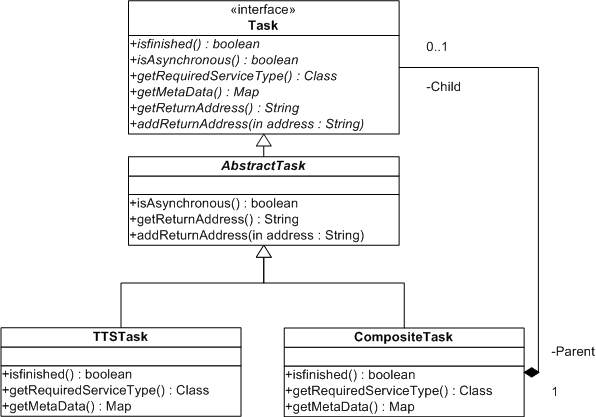 «interface»
Task
+isfinished() : boolean
+isAsynchronous() : boolean
+getRequiredServiceType() : Class
+getMetaData() : Map
+getReturnAddress() : String
+addReturnAddress(in address : String)
0..1
-Child
AbstractTask
+isAsynchronous() : boolean
+getReturnAddress() : String
+addReturnAddress(in address : String)
TTSTask
+isfinished() : boolean
+getRequiredServiceType() : Class
+getMetaData() : Map
CompositeTask
+isfinished() : boolean
+getRequiredServiceType() : Class
+getMetaData() : Map
-Parent
1